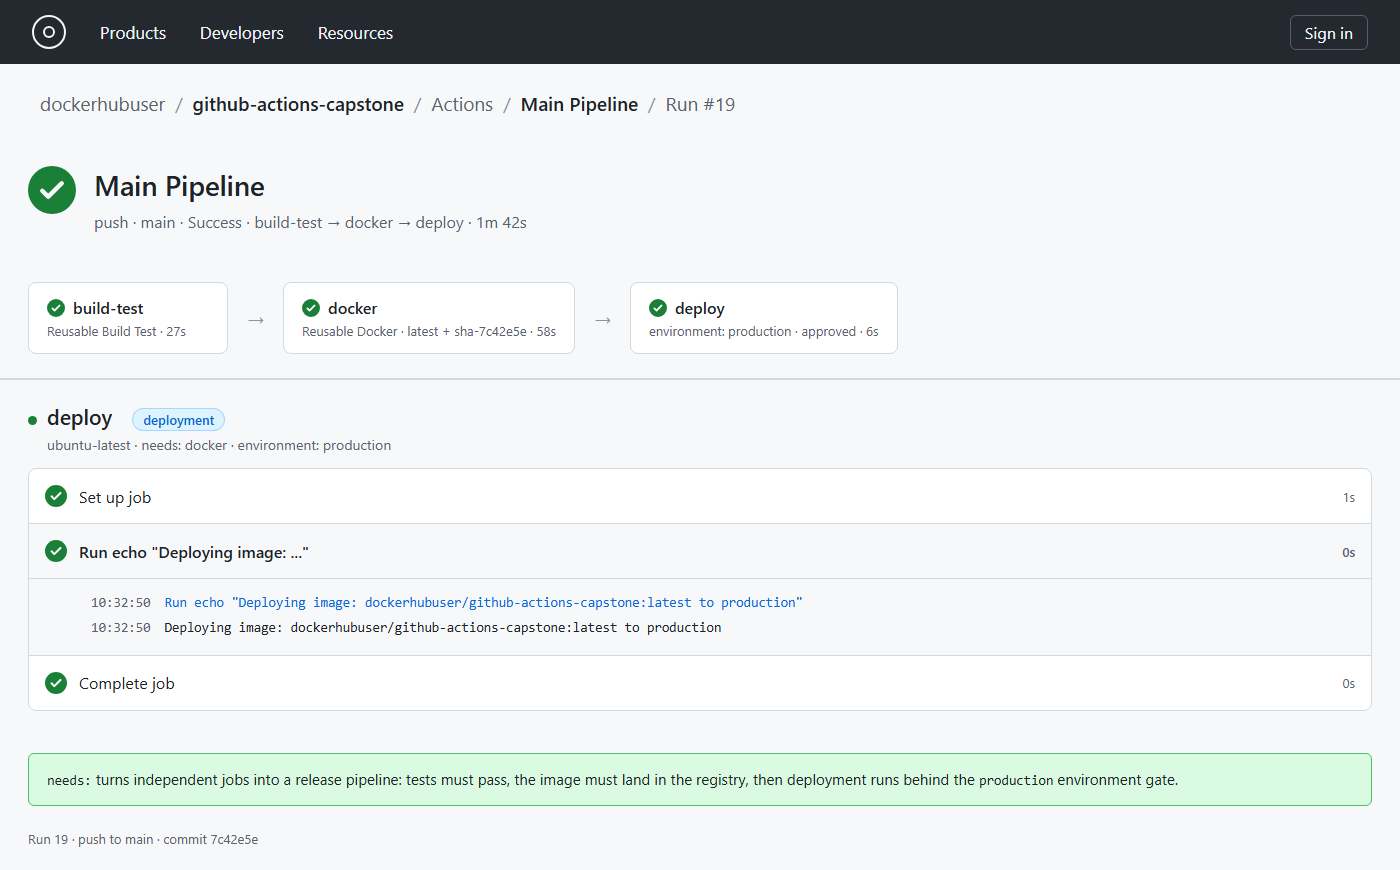 Products Developers Resources Sign in
dockerhubuser / github-actions-capstone / Actions / Main Pipeline / Run #19
Main Pipeline
push · main · Success · build-test → docker → deploy · 1m 42s
build-test
Reusable Build Test · 27s
→
docker
Reusable Docker · latest + sha-7c42e5e · 58s
→
deploy
environment: production · approved · 6s
deploy deployment
ubuntu-latest · needs: docker · environment: production
Set up job 1s
Run echo "Deploying image: ..." 0s
10:32:50 Run echo "Deploying image: dockerhubuser/github-actions-capstone:latest to production"
10:32:50 Deploying image: dockerhubuser/github-actions-capstone:latest to production
Complete job 0s
needs: turns independent jobs into a release pipeline: tests must pass, the image must land in the registry, then deployment runs behind the production environment gate.
Run 19 · push to main · commit 7c42e5e